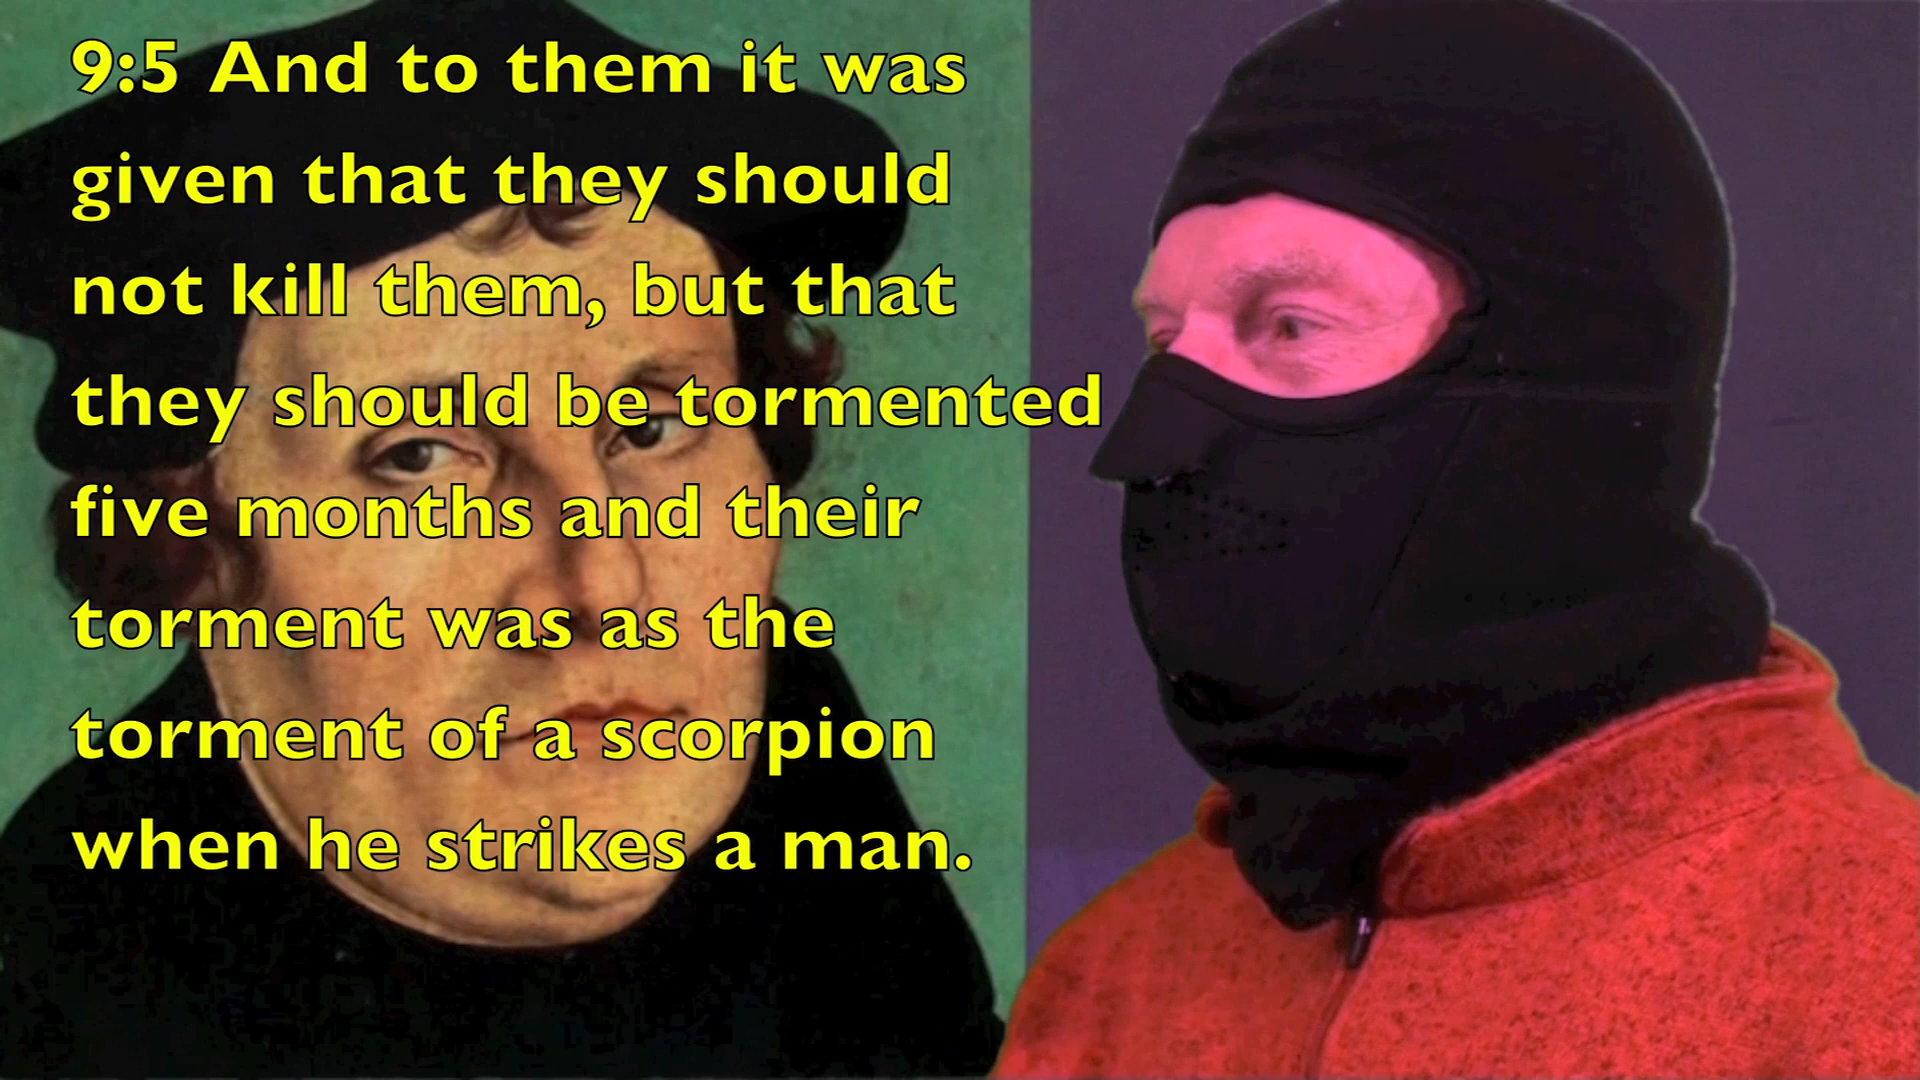 9:5 And to them it was
given that they should
not kill them, but that
they should be tormented
five months and their
torment was as the
torment of a scorpion
when he strikes a man.